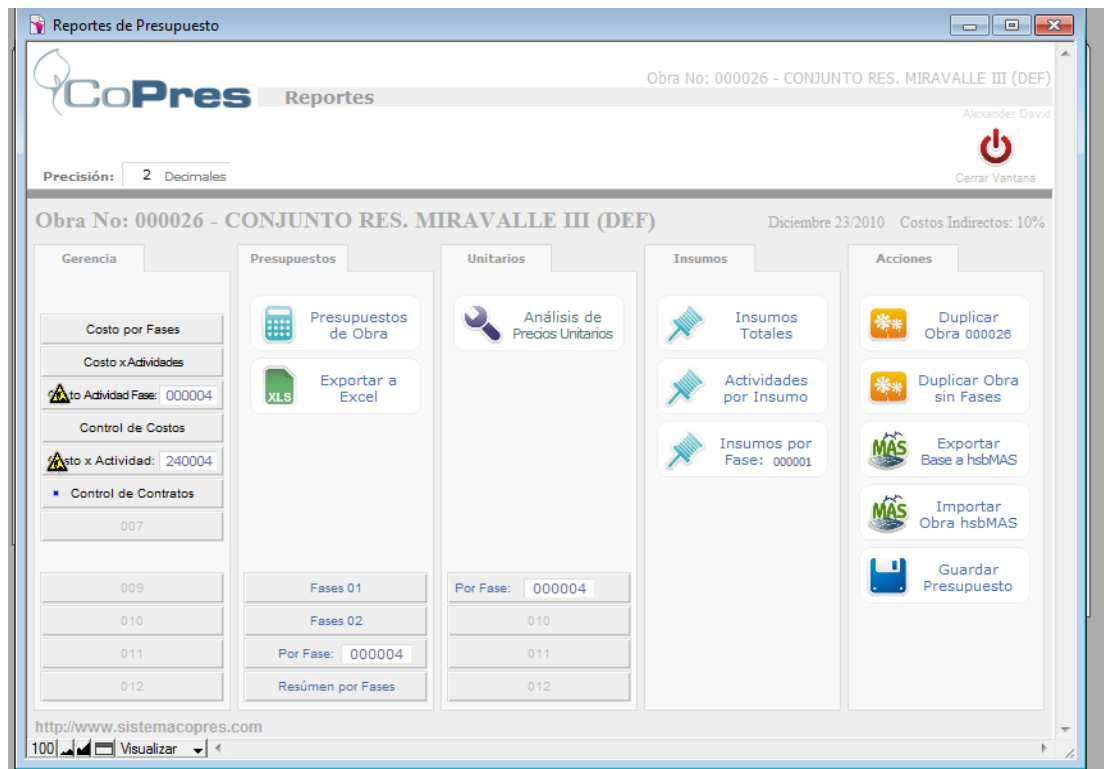 Reportes de Presupuesto
CoPres Reportes
Obra No: 000026 - CONJUNTO RES. MIRAVALLE III (DEF)
Alexander David
Precisión: 2 Decimales
Cerrar Vantana
Obra No: 000026 - CONJUNTO RES. MIRAVALLE III (DEF)
Diciembre 23/2010 Costos Indirectos: 10%
Gerencia
Costo por Fases
Costo xActividades
to Actividad Fase: 000004
Control de Costos
sto x Actividad: 240004
Control de Contratos
007
009
010
011
012
Presupuestos
Presupuestos
de Obra
Exportar a
Excel
XLS
Fases 01
Fases 02
Por Fase: 000004
Resúmen por Fases
Unitarios
Análisis de
Precios Unitarios
Por Fase: 000004
010
011
012
Insumos
Insumos
Totales
Actividades
por Insumo
Insumos por
Fase: 000001
Acciones
Duplicar
Obra 000026
Duplicar Obra
sin Fases
MAS
Exportar
Base a hsbMAS
MAS
Importar
Obra hsbMAS
Guardar
Presupuesto
http://www.sistemacopres.com
100 Visualizar